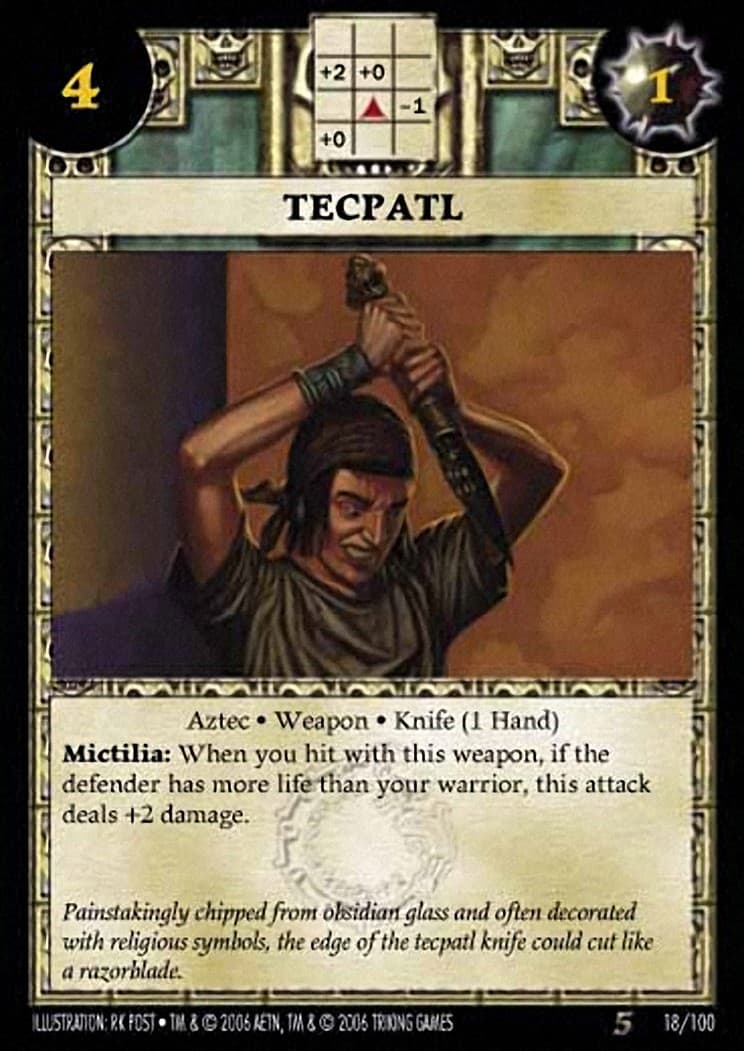 4
+2 +0
-1
+0
1
TECPATL
Aztec • Weapon • Knife (1 Hand)
Mictilia: When you hit with this weapon, if the
defender has more life than your warrior, this attack
deals +2 damage.
Painstakingly chipped from obsidian glass and often decorated
with religious symbols, the edge of the tecpatl knife could cut like
a razorblade.
ILLUSTRATION: RK POST • TM & © 2006 AETN, TM & © 2006 TRIKING GAMES
5 18/100